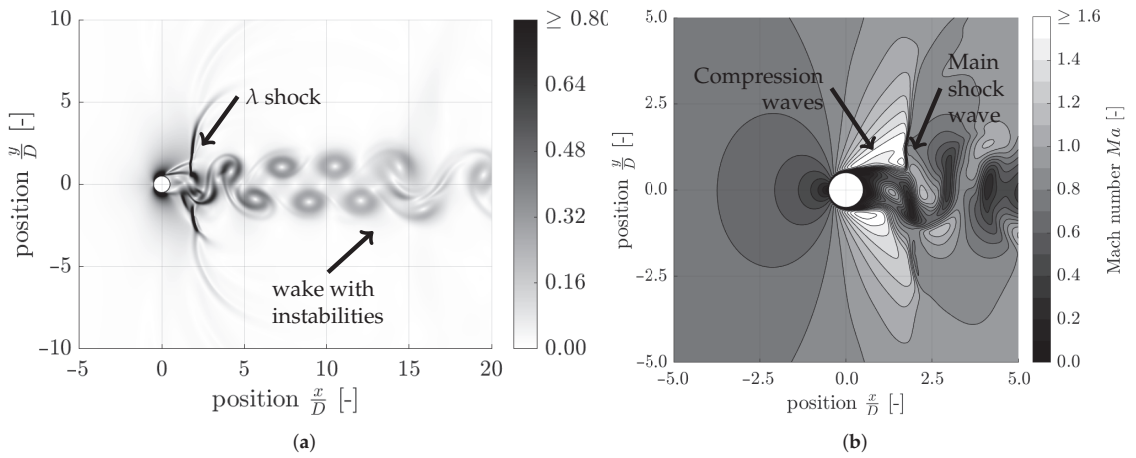 10
5
0
−5
−10
position y/D [-]
−5
0
5
10
15
20
position x/D [-]
λ shock
wake with
instabilities
≥ 0.80
0.64
0.48
0.32
0.16
0.00
(a)
5.0
2.5
0.0
-2.5
-5.0
position y/D [-]
−5.0
−2.5
0.0
2.5
5.0
position x/D [-]
Compression
waves
Main
shock
wave
≥ 1.6
1.4
1.2
1.0
0.8
0.6
0.4
0.2
0.0
Mach number Ma [-]
(b)